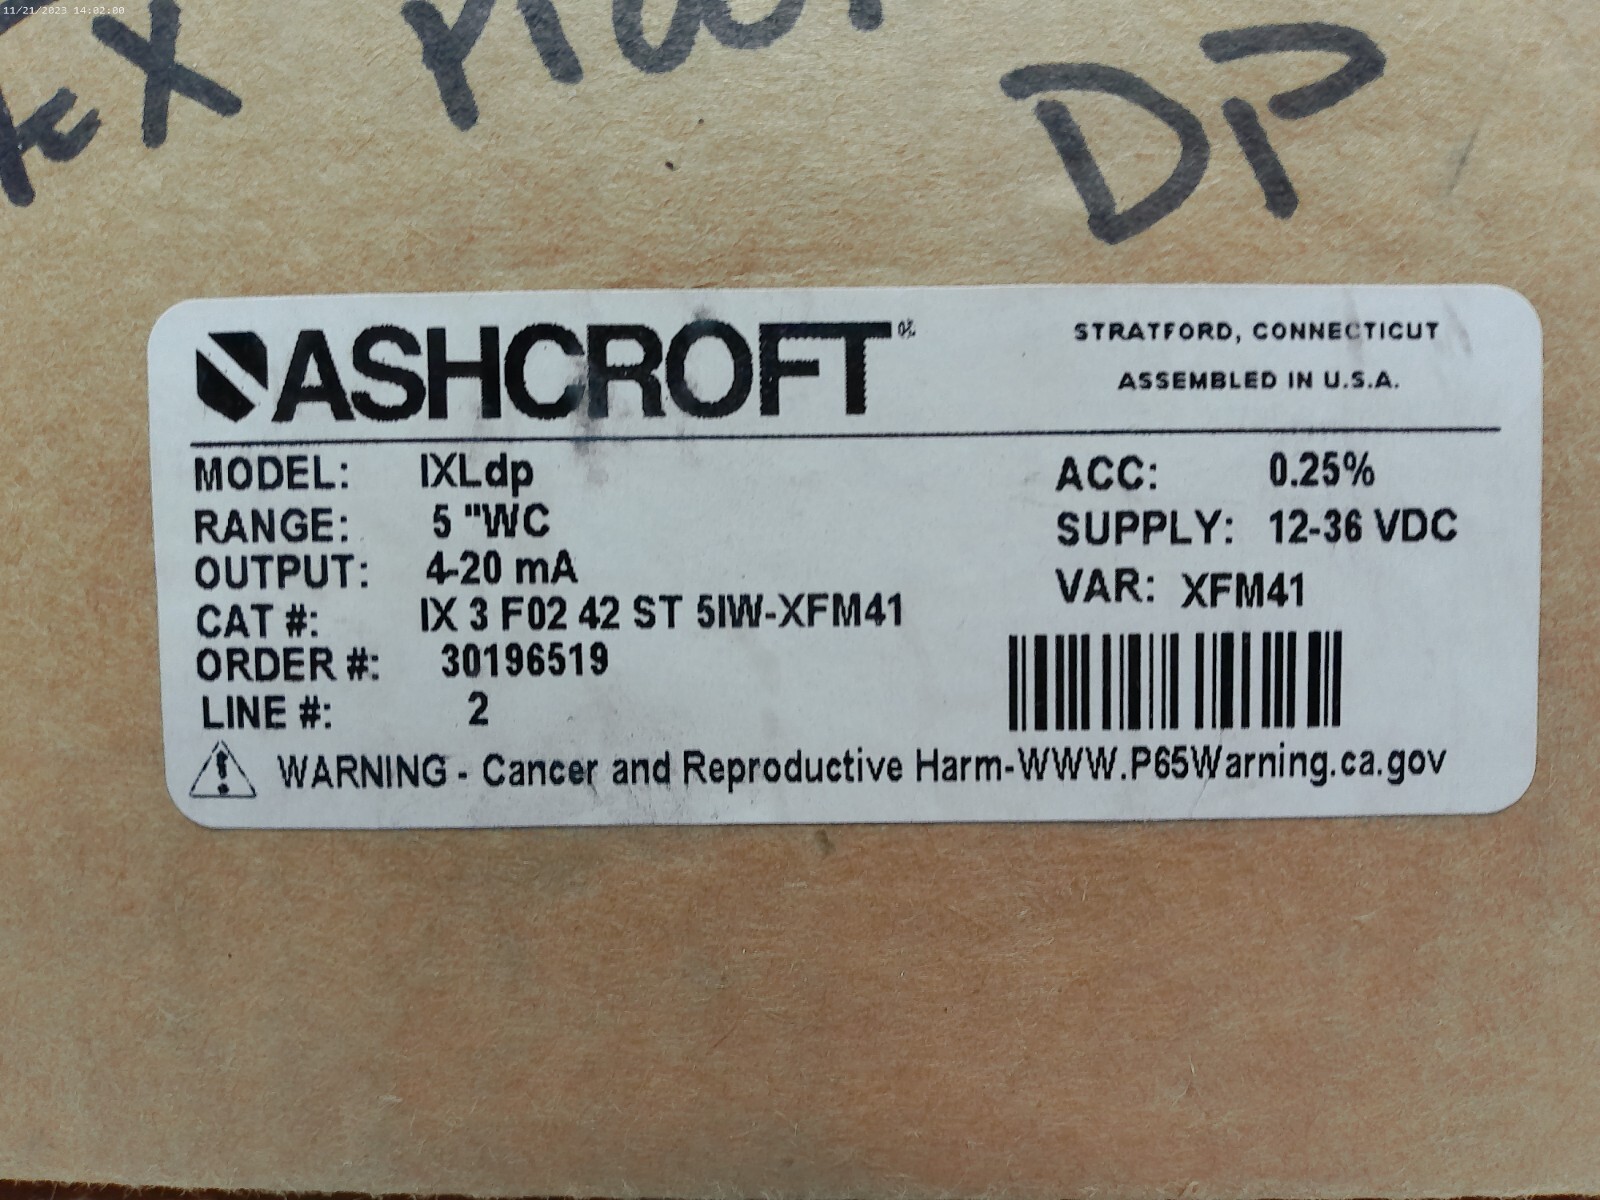 11/21/2023 14:02:00
DP
ASHCROFT
STRATFORD, CONNECTICUT
ASSEMBLED IN U.S.A.
MODEL: IXLdp
ACC: 0.25%
RANGE: 5 "WC
SUPPLY: 12-36 VDC
OUTPUT: 4-20 mA
VAR: XFM41
CAT #: IX 3 F02 42 ST 5IW-XFM41
ORDER #: 30196519
LINE #: 2
WARNING - Cancer and Reproductive Harm-WWW.P65Warning.ca.gov